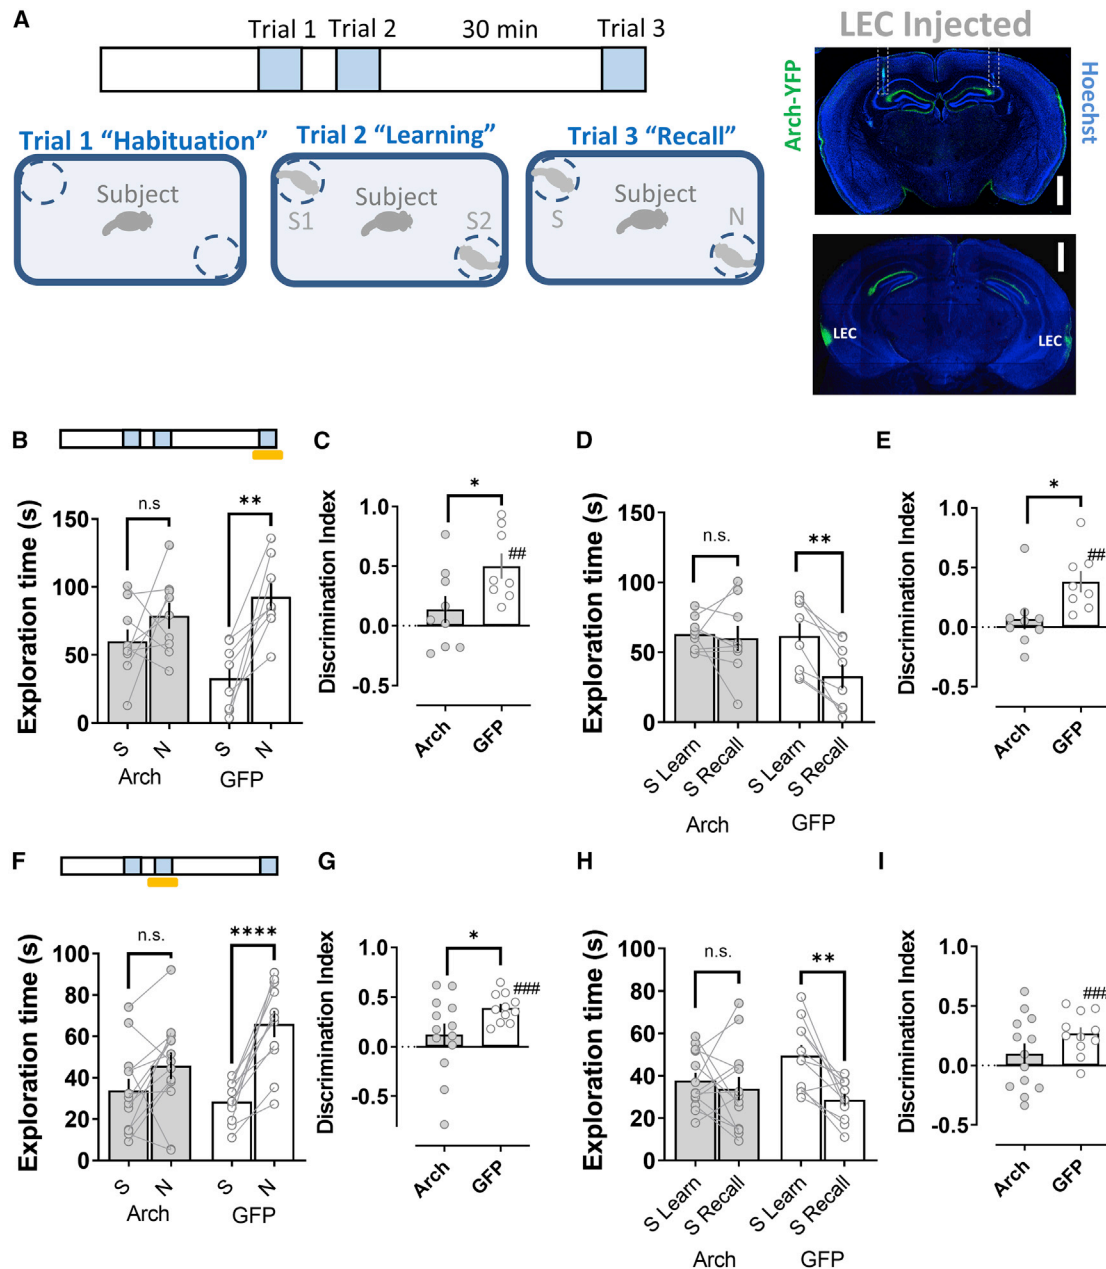 A
Trial 1 Trial 2 30 min Trial 3
LEC Injected
Arch-YFP
Hoechst
Trial 1 “Habituation”
Trial 2 “Learning”
Trial 3 “Recall”
Subject
Subject
S1
S2
Subject
S
N
LEC
LEC
B
Exploration time (s)
150
100
50
0
n.s
**
S N S N
Arch GFP
C
Discrimination Index
1.0
0.5
0.0
-0.5
*
##
Arch GFP
D
Exploration time (s)
150
100
50
0
n.s.
**
S Learn S Recall S Learn S Recall
Arch GFP
E
Discrimination Index
1.0
0.5
0.0
-0.5
*
##
Arch GFP
F
Exploration time (s)
100
80
60
40
20
0
n.s.
****
S N S N
Arch GFP
G
Discrimination Index
1.0
0.5
0.0
-0.5
*
###
Arch GFP
H
Exploration time (s)
100
80
60
40
20
0
n.s.
**
S Learn S Recall S Learn S Recall
Arch GFP
I
Discrimination Index
1.0
0.5
0.0
-0.5
###
Arch GFP